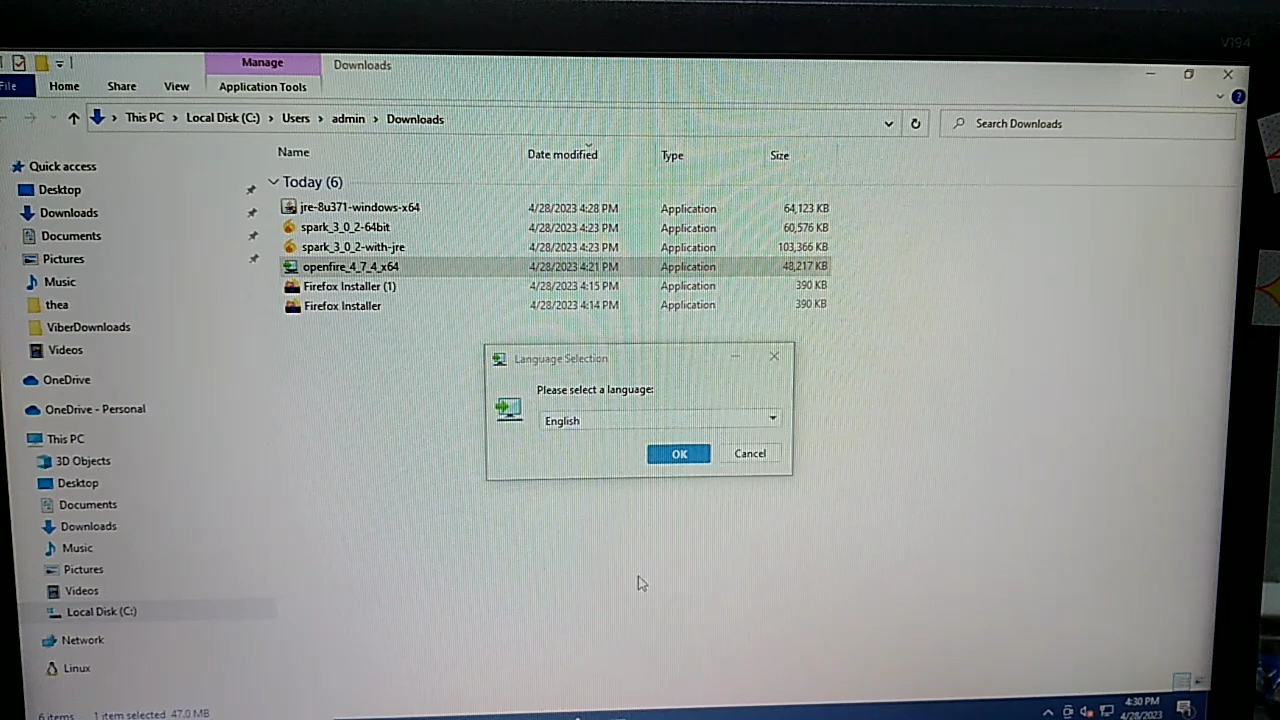 V194
Manage
Downloads
File
Home
Share
View
Application Tools
This PC > Local Disk (C:) > Users > admin > Downloads
Search Downloads
Name
Date modified
Type
Size
Today (6)
jre-8u371-windows-x64 4/28/2023 4:28 PM Application 64,123 KB
spark_3_0_2-64bit 4/28/2023 4:23 PM Application 60,576 KB
spark_3_0_2-with-jre 4/28/2023 4:23 PM Application 103,366 KB
openfire_4_7_4_x64 4/28/2023 4:21 PM Application 48,217 KB
Firefox Installer (1) 4/28/2023 4:15 PM Application 390 KB
Firefox Installer 4/28/2023 4:14 PM Application 390 KB
Quick access
Desktop
Downloads
Documents
Pictures
Music
thea
ViberDownloads
Videos
OneDrive
OneDrive - Personal
This PC
3D Objects
Desktop
Documents
Downloads
Music
Pictures
Videos
Local Disk (C:)
Network
Linux
Language Selection
Please select a language:
English
OK
Cancel
6 items
1 item selected 47.0 MB
4:30 PM
4/28/2023